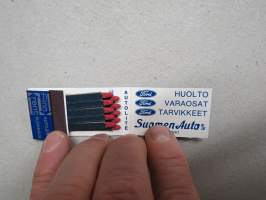 AUTOLITE
Ford HUOLTO
Ford VARAOSAT
Ford TARVIKKEET
Suomen Auto